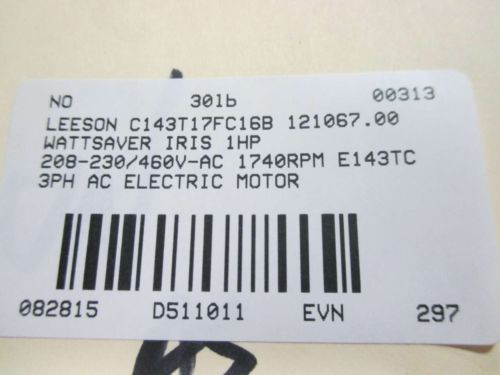 NO 30lb 00313
LEESON C143T17FC16B 121067.00
WATTSAVER IRIS 1HP
208-230/460V-AC 1740RPM E143TC
3PH AC ELECTRIC MOTOR
082815 D511011 EVN 297